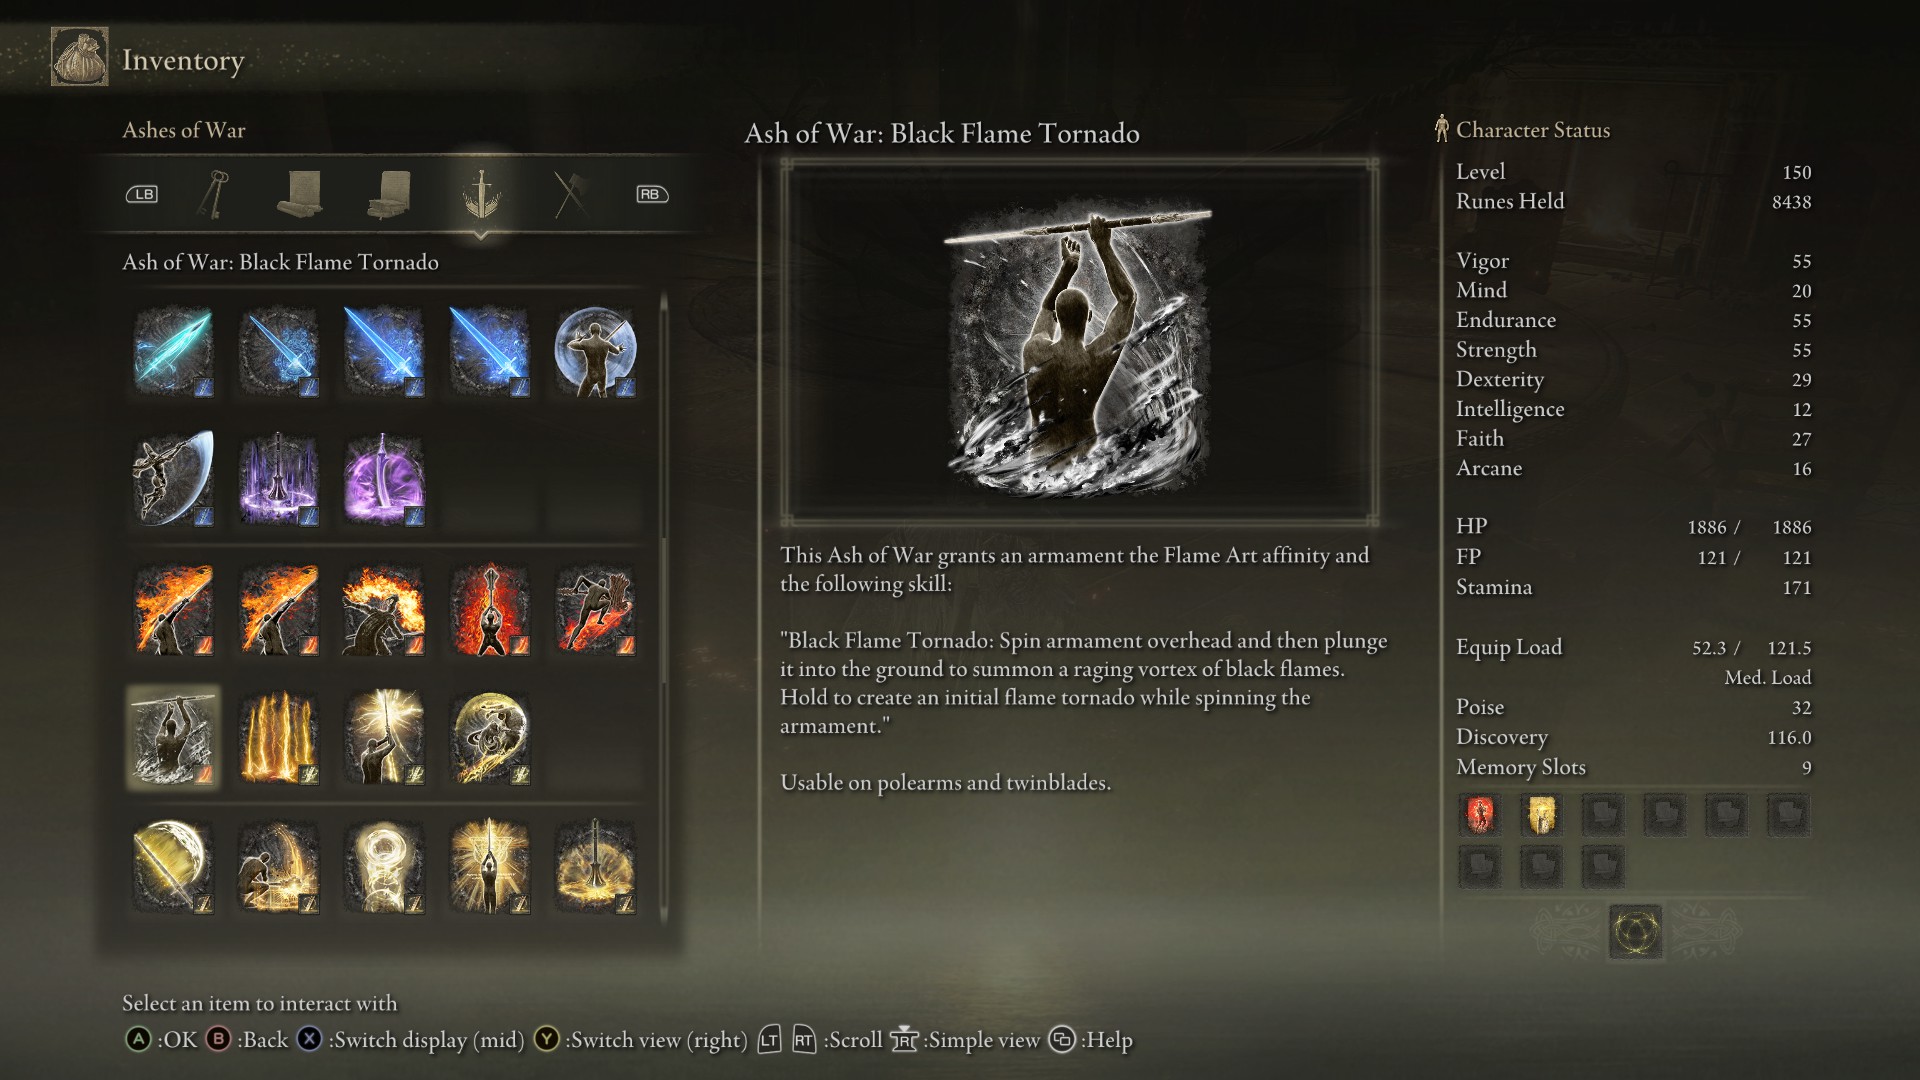 Inventory
Ashes of War
LB
RB
Ash of War: Black Flame Tornado
Ash of War: Black Flame Tornado
This Ash of War grants an armament the Flame Art affinity and
the following skill:
"Black Flame Tornado: Spin armament overhead and then plunge
it into the ground to summon a raging vortex of black flames.
Hold to create an initial flame tornado while spinning the
armament."
Usable on polearms and twinblades.
Character Status
Level 150
Runes Held 8438
Vigor 55
Mind 20
Endurance 55
Strength 55
Dexterity 29
Intelligence 12
Faith 27
Arcane 16
HP 1886 / 1886
FP 121 / 121
Stamina 171
Equip Load 52.3 / 121.5
Med. Load
Poise 32
Discovery 116.0
Memory Slots 9
Select an item to interact with
A :OK B :Back X :Switch display (mid) Y :Switch view (right) LT RT :Scroll R :Simple view :Help